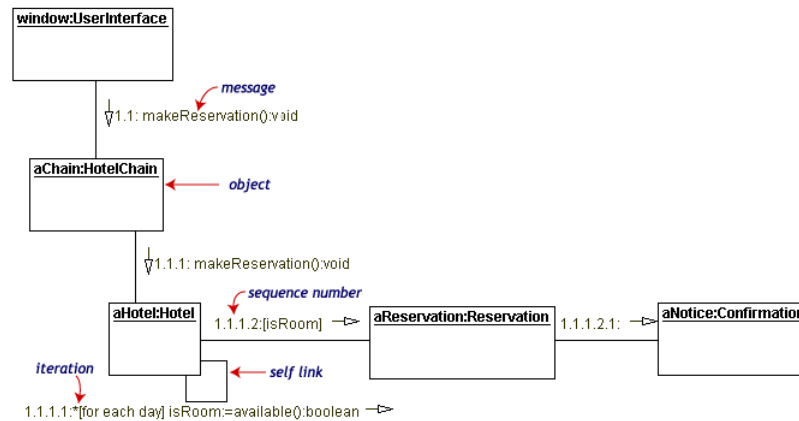 window:UserInterface
message
1.1: makeReservation():void
aChain:HotelChain
object
1.1.1: makeReservation():void
sequence number
aHotel:Hotel
1.1.1.2:[isRoom]
aReservation:Reservation
1.1.1.2.1:
aNotice:Confirmation
iteration
self link
1.1.1.1:*[for each day] isRoom:=available():boolean